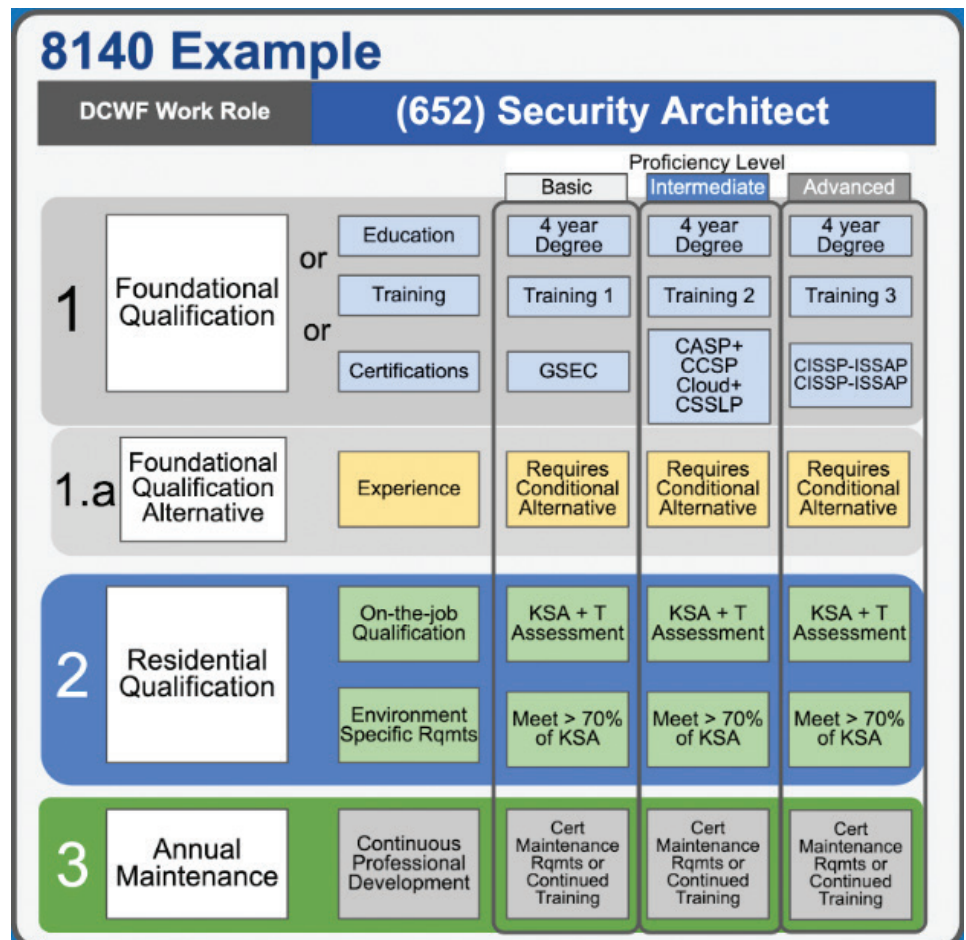 8140 Example
DCWF Work Role
(652) Security Architect
Proficiency Level
Basic
Intermediate
Advanced
1
Foundational
Qualification
or
or
Education
4 year
Degree
4 year
Degree
4 year
Degree
Training
Training 1
Training 2
Training 3
Certifications
GSEC
CASP+
CCSP
Cloud+
CSSLP
CISSP-ISSAP
CISSP-ISSAP
1.a
Foundational
Qualification
Alternative
Experience
Requires
Conditional
Alternative
Requires
Conditional
Alternative
Requires
Conditional
Alternative
2
Residential
Qualification
On-the-job
Qualification
KSA + T
Assessment
KSA + T
Assessment
KSA + T
Assessment
Environment
Specific Rqmts
Meet > 70%
of KSA
Meet > 70%
of KSA
Meet > 70%
of KSA
3
Annual
Maintenance
Continuous
Professional
Development
Cert
Maintenance
Rqmts or
Continued
Training
Cert
Maintenance
Rqmts or
Continued
Training
Cert
Maintenance
Rqmts or
Continued
Training